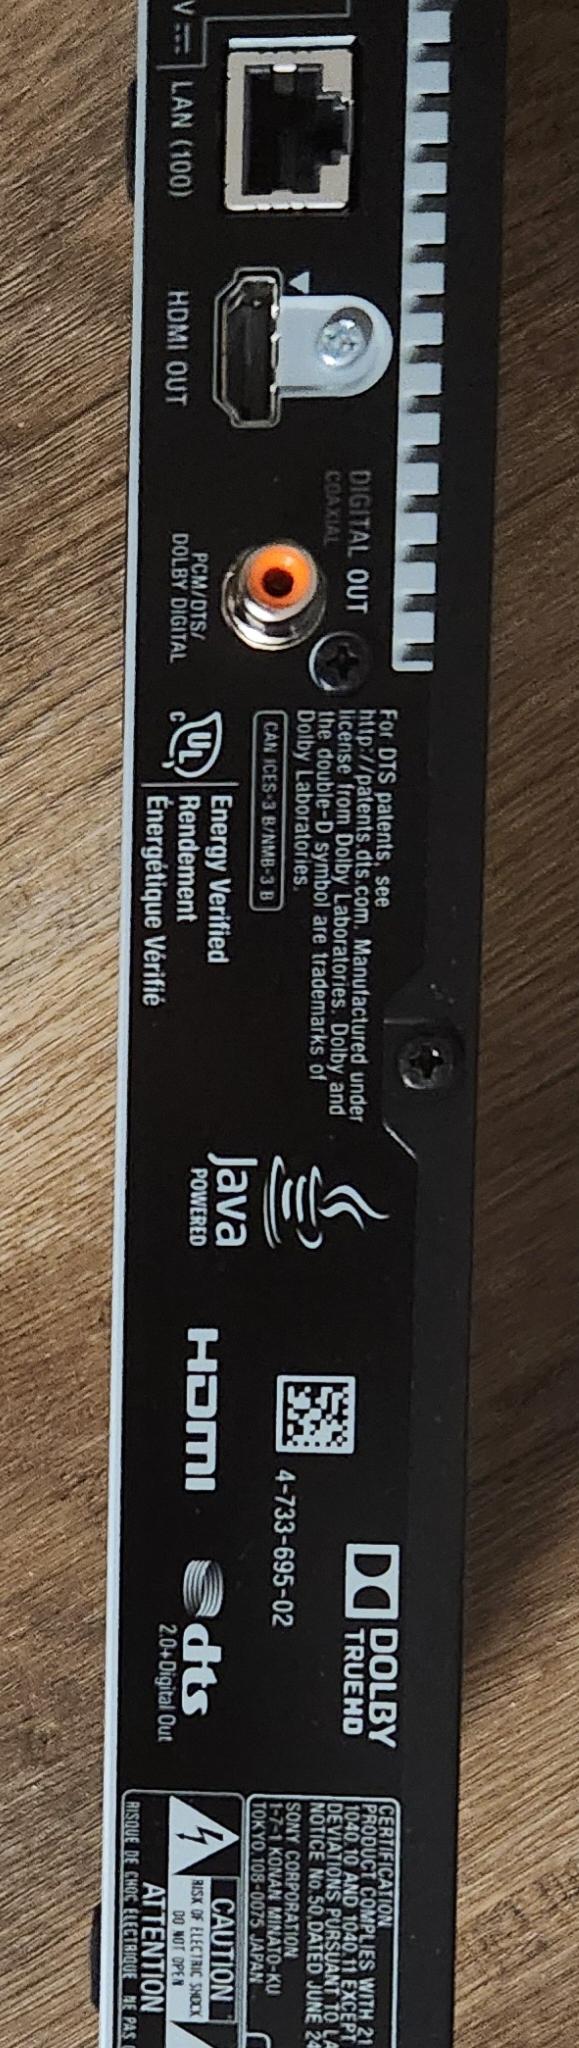 V
LAN (100)
HDMI OUT
DIGITAL OUT
COAXIAL
PCM/DTS/
DOLBY DIGITAL
For DTS patents, see
http://patents.dts.com. Manufactured under
license from Dolby Laboratories. Dolby and
the double-D symbol are trademarks of
Dolby Laboratories.
CAN ICES-3 B/NMB-3 B
C UL
Energy Verified
Rendement
Énergétique Vérifié
Java
POWERED
HDMI
4-733-695-02
DOLBY
TRUEHD
dts
2.0+Digital Out
CERTIFICATION
PRODUCT COMPLIES WITH 21
1040.10 AND 1040.11 EXCEPT
DEVIATIONS PURSUANT TO LA
NOTICE No.50,DATED JUNE 24
SONY CORPORATION
1-7-1 KONAN MINATO-KU
TOKYO,108-0075 JAPAN
CAUTION
RISK OF ELECTRIC SHOCK
DO NOT OPEN
ATTENTION
RISQUE DE CHOC ÉLECTRIQUE NE PAS